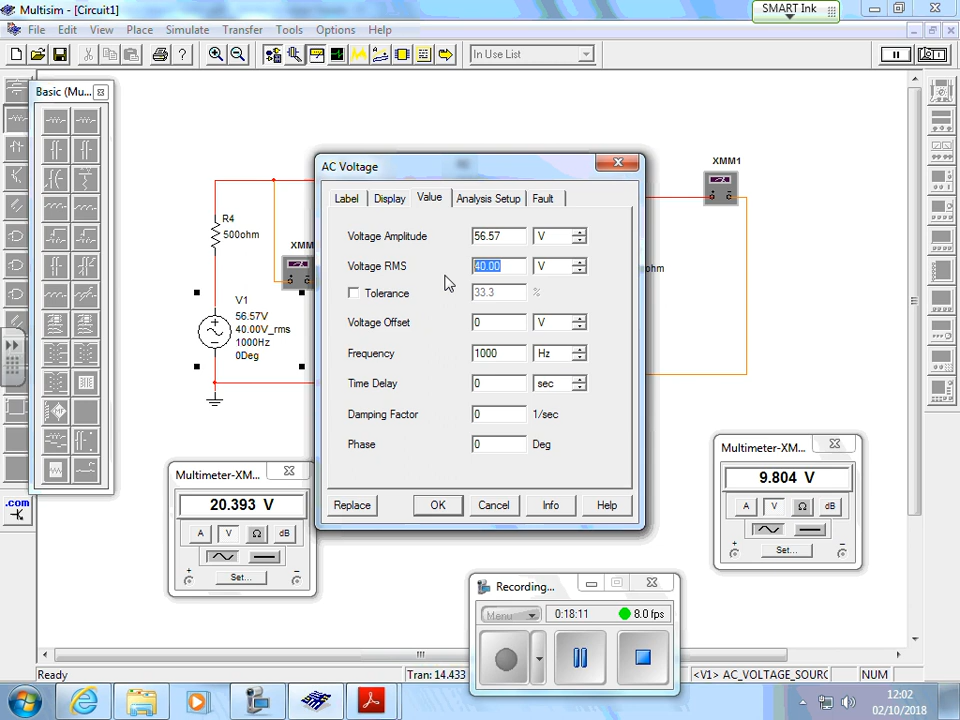 Multisim - [Circuit1]
SMART Ink
File Edit View Place Simulate Transfer Tools Options Help
In Use List
Basic (Mu...
XMM1
AC Voltage
Label Display Value Analysis Setup Fault
R4
500ohm
Voltage Amplitude 56.57 V
XMM
Voltage RMS 40.00 V
ohm
Tolerance 33.3 %
V1
56.57V
40.00V_rms
1000Hz
0Deg
Voltage Offset 0 V
Frequency 1000 Hz
Time Delay 0 sec
Damping Factor 0 1/sec
Phase 0 Deg
Replace OK Cancel Info Help
.com
Multimeter-XM...
20.393 V
A V Ω dB
+ Set... −
Multimeter-XM...
9.804 V
A V Ω dB
+ Set... −
Recording...
Menu 0:18:11 8.0 fps
Ready Tran: 14.433 <V1> AC_VOLTAGE_SOURC NUM
12:02
02/10/2018